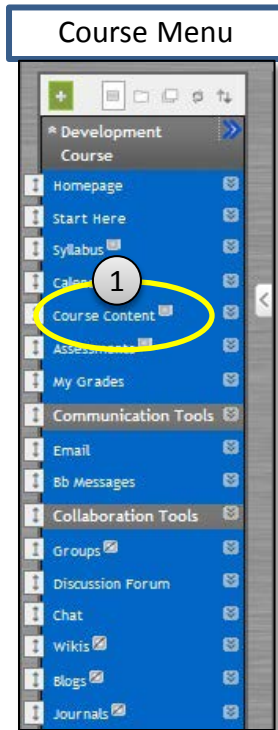 Course Menu
Development
Course
Homepage
Start Here
Syllabus
1
Course Content
Assessments
My Grades
Communication Tools
Email
Bb Messages
Collaboration Tools
Groups
Discussion Forum
Chat
Wikis
Blogs
Journals